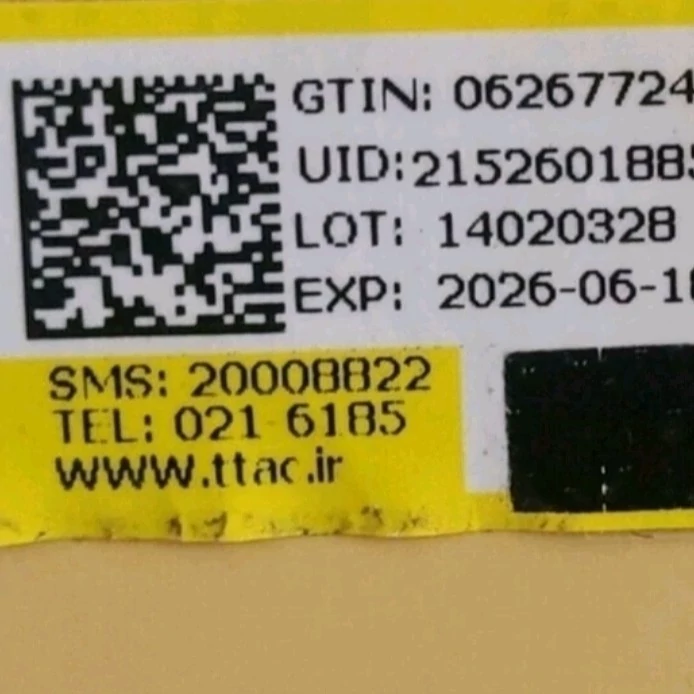 GTIN: 06267724
UID:215260188
LOT: 14020328
EXP: 2026-06-1
SMS: 20008822
TEL: 021 6185
www.ttac.ir